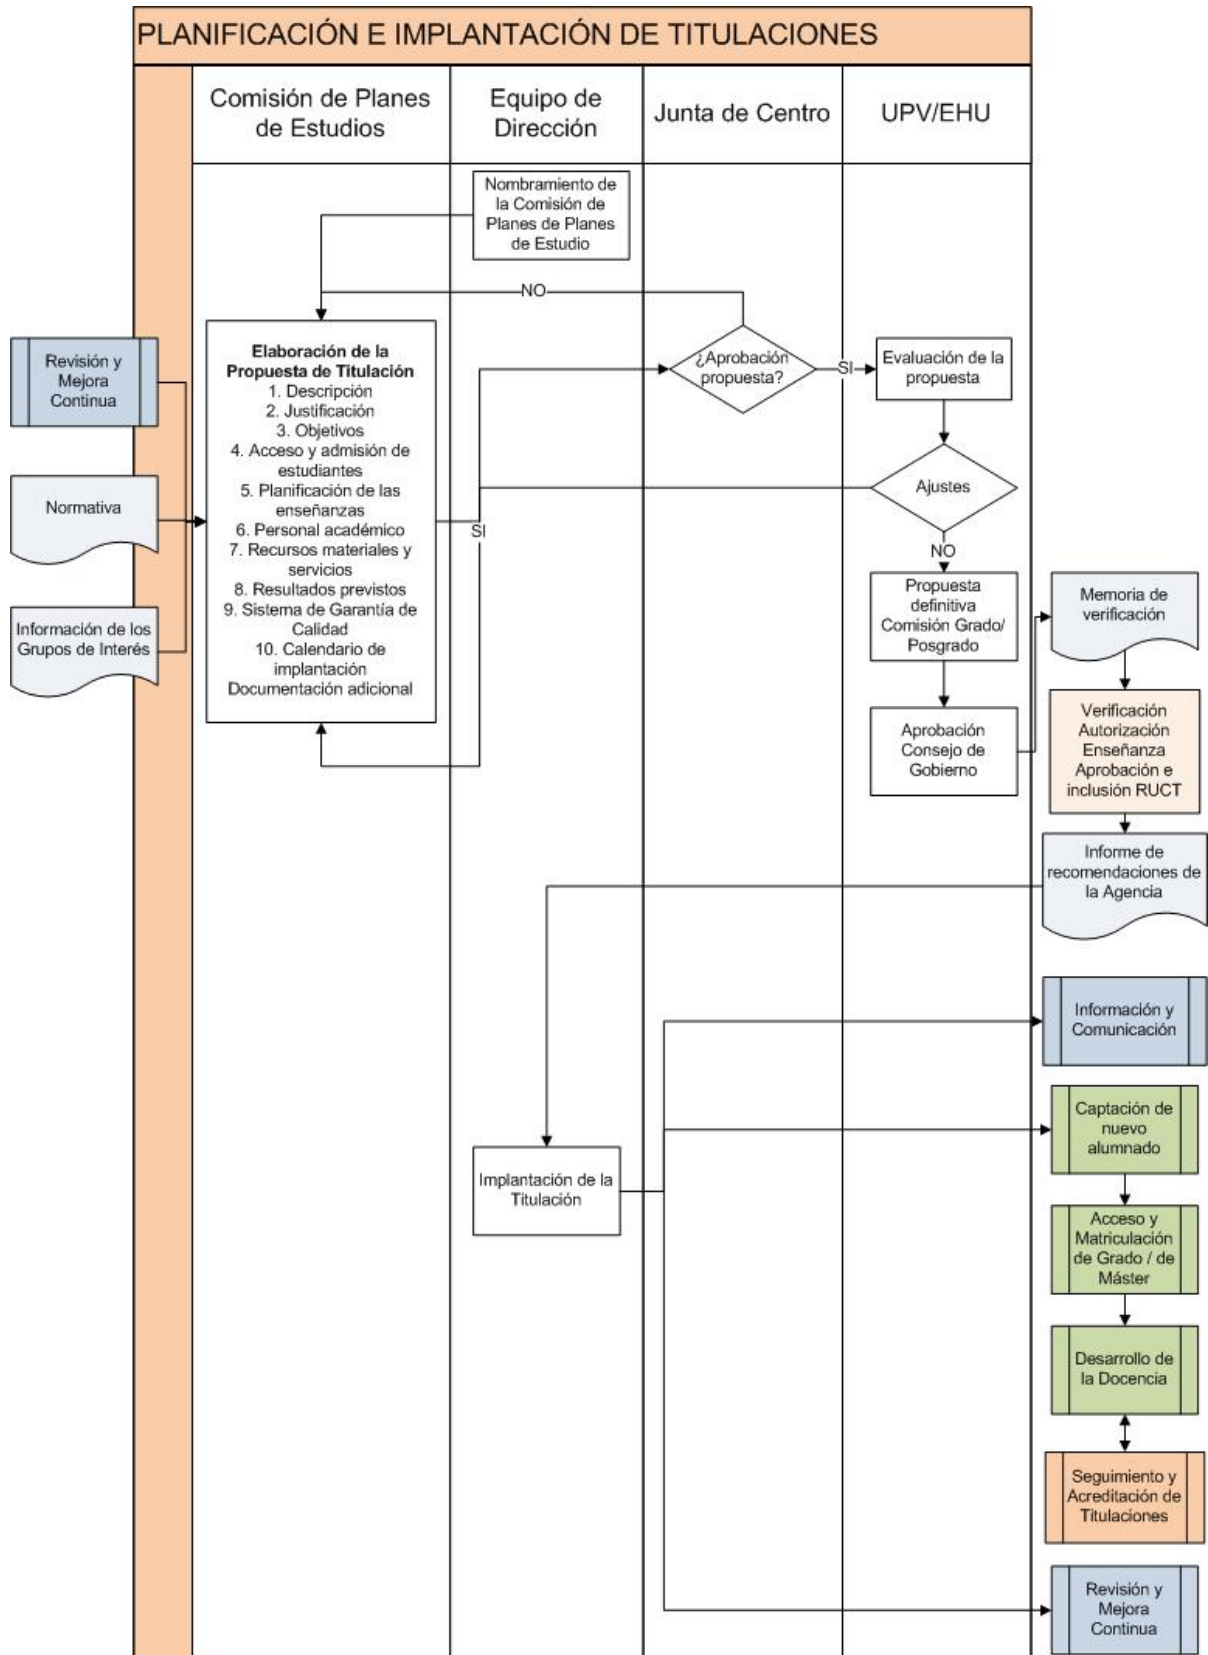 PLANIFICACIÓN E IMPLANTACIÓN DE TITULACIONES
Comisión de Planes
de Estudios
Equipo de
Dirección
Junta de Centro
UPV/EHU
Nombramiento de
la Comisión de
Planes de Planes
de Estudio
NO
Revisión y
Mejora
Continua
Normativa
Información de los
Grupos de Interés
Elaboración de la
Propuesta de Titulación
1. Descripción
2. Justificación
3. Objetivos
4. Acceso y admisión de
estudiantes
5. Planificación de las
enseñanzas
6. Personal académico
7. Recursos materiales y
servicios
8. Resultados previstos
9. Sistema de Garantía de
Calidad
10. Calendario de
implantación
Documentación adicional
¿Aprobación
propuesta?
SI
Evaluación de la
propuesta
Ajustes
SI
NO
Propuesta
definitiva
Comisión Grado/
Posgrado
Aprobación
Consejo de
Gobierno
Memoria de
verificación
Verificación
Autorización
Enseñanza
Aprobación e
inclusión RUCT
Informe de
recomendaciones de
la Agencia
Implantación de la
Titulación
Información y
Comunicación
Captación de
nuevo
alumnado
Acceso y
Matriculación
de Grado / de
Máster
Desarrollo de
la Docencia
Seguimiento y
Acreditación de
Titulaciones
Revisión y
Mejora
Continua